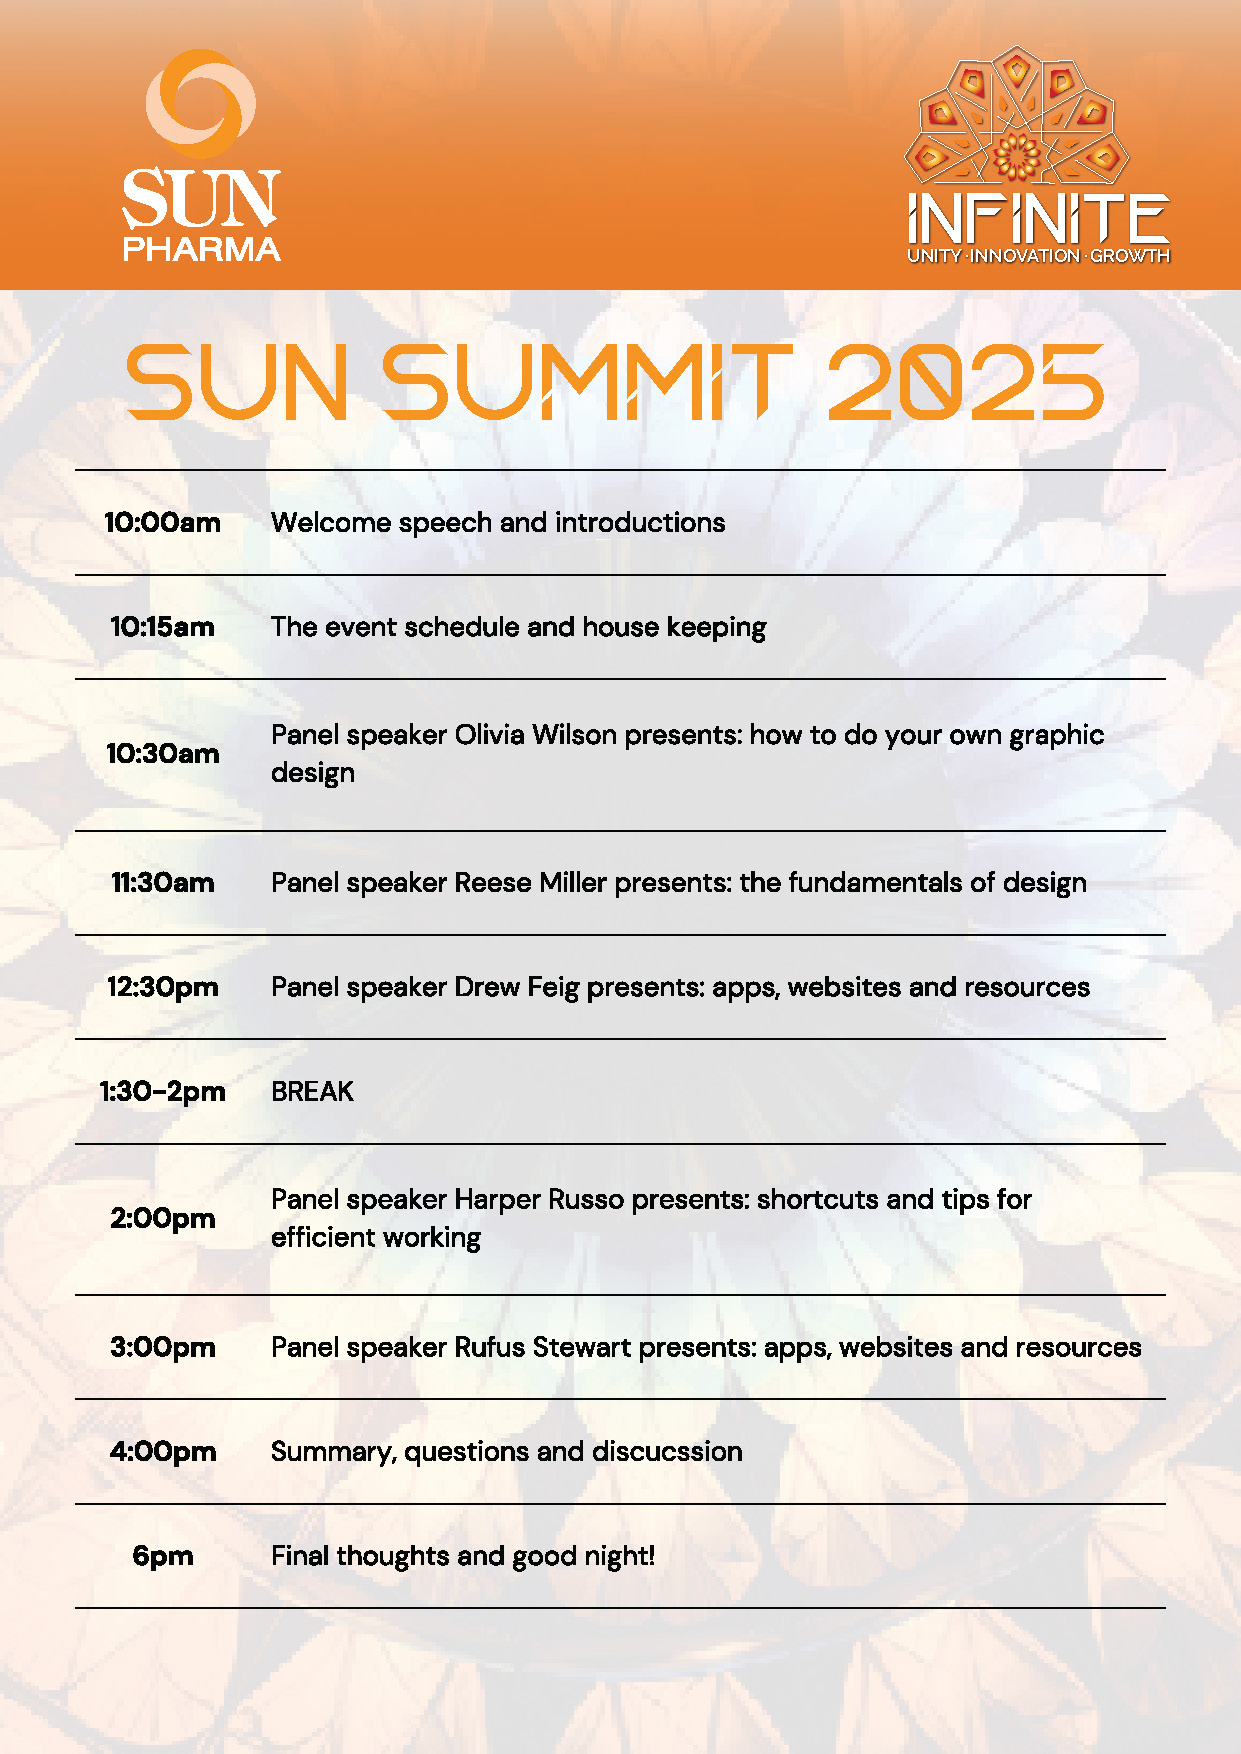 SUN
PHARMA
INFINITE
UNITY · INNOVATION · GROWTH
SUN SUMMIT 2025
10:00am Welcome speech and introductions
10:15am The event schedule and house keeping
10:30am Panel speaker Olivia Wilson presents: how to do your own graphic
design
11:30am Panel speaker Reese Miller presents: the fundamentals of design
12:30pm Panel speaker Drew Feig presents: apps, websites and resources
1:30-2pm BREAK
2:00pm Panel speaker Harper Russo presents: shortcuts and tips for
efficient working
3:00pm Panel speaker Rufus Stewart presents: apps, websites and resources
4:00pm Summary, questions and discucssion
6pm Final thoughts and good night!